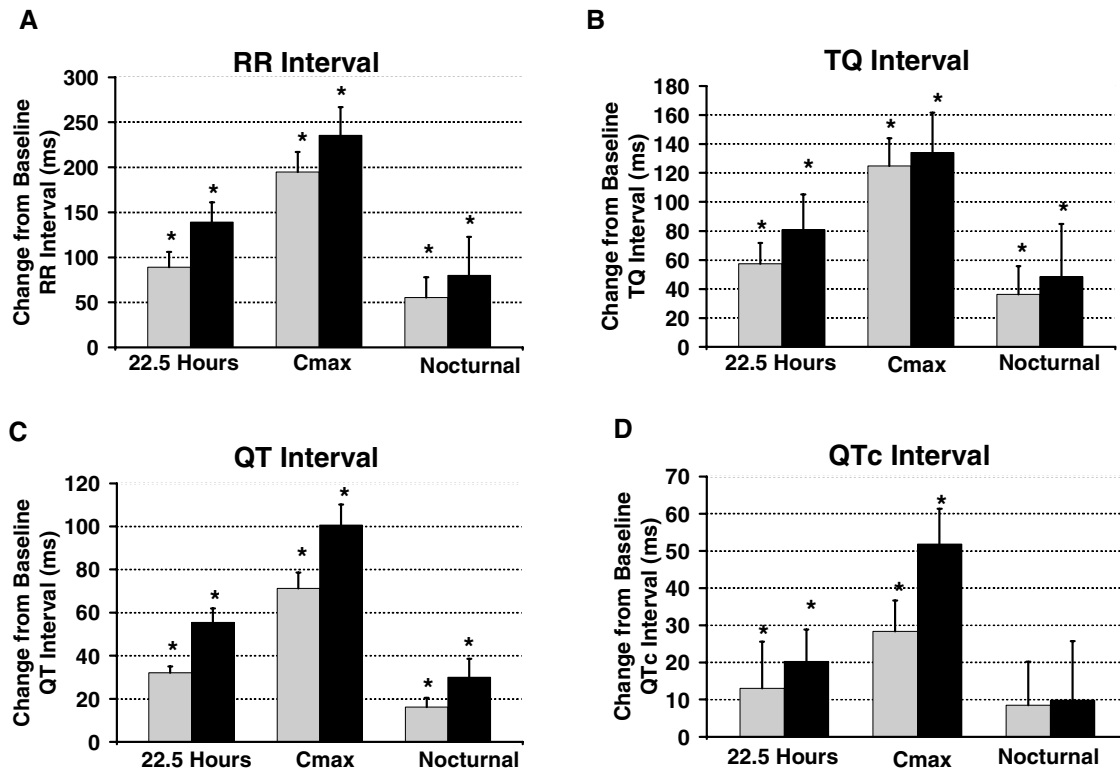 A
RR Interval
Change from Baseline
RR Interval (ms)
300
250
200
150
100
50
0
*
*
*
*
*
*
22.5 Hours
Cmax
Nocturnal
B
TQ Interval
Change from Baseline
TQ Interval (ms)
180
160
140
120
100
80
60
40
20
0
*
*
*
*
*
*
22.5 Hours
Cmax
Nocturnal
C
QT Interval
Change from Baseline
QT Interval (ms)
120
100
80
60
40
20
0
*
*
*
*
*
*
22.5 Hours
Cmax
Nocturnal
D
QTc Interval
Change from Baseline
QTc Interval (ms)
70
60
50
40
30
20
10
0
*
*
*
*
22.5 Hours
Cmax
Nocturnal